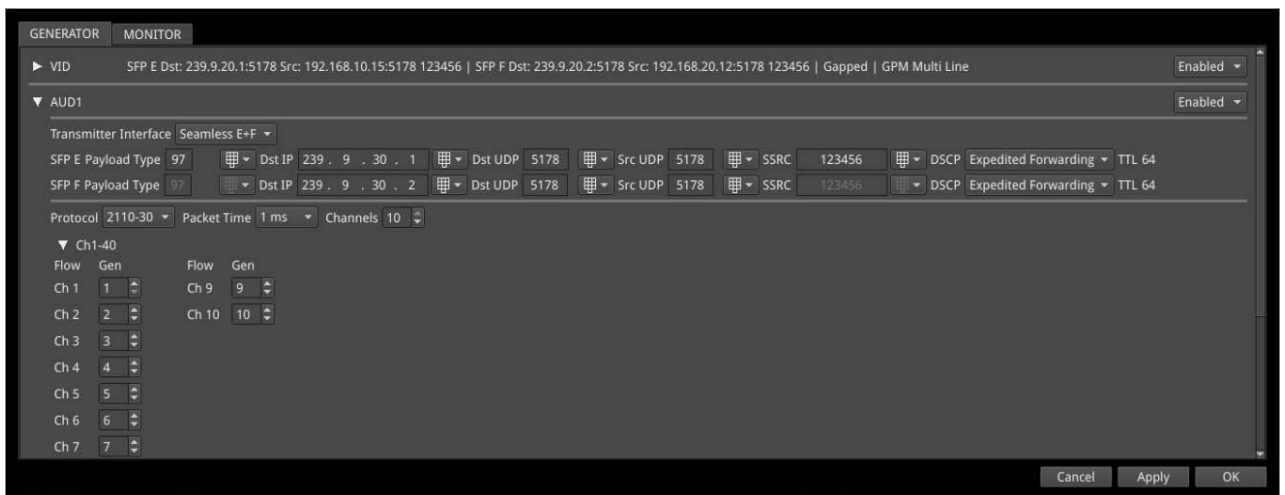 GENERATOR MONITOR
VID SFP E Dst: 239.9.20.1:5178 Src: 192.168.10.15:5178 123456 | SFP F Dst: 239.9.20.2:5178 Src: 192.168.20.12:5178 123456 | Gapped | GPM Multi Line Enabled
AUD1 Enabled
Transmitter Interface Seamless E+F
SFP E Payload Type 97 Dst IP 239 . 9 . 30 . 1 Dst UDP 5178 Src UDP 5178 SSRC 123456 DSCP Expedited Forwarding TTL 64
SFP F Payload Type 97 Dst IP 239 . 9 . 30 . 2 Dst UDP 5178 Src UDP 5178 SSRC 123456 DSCP Expedited Forwarding TTL 64
Protocol 2110-30 Packet Time 1 ms Channels 10
Ch1-40
Flow Gen Flow Gen
Ch 1 1 Ch 9 9
Ch 2 2 Ch 10 10
Ch 3 3
Ch 4 4
Ch 5 5
Ch 6 6
Ch 7 7
Cancel Apply OK